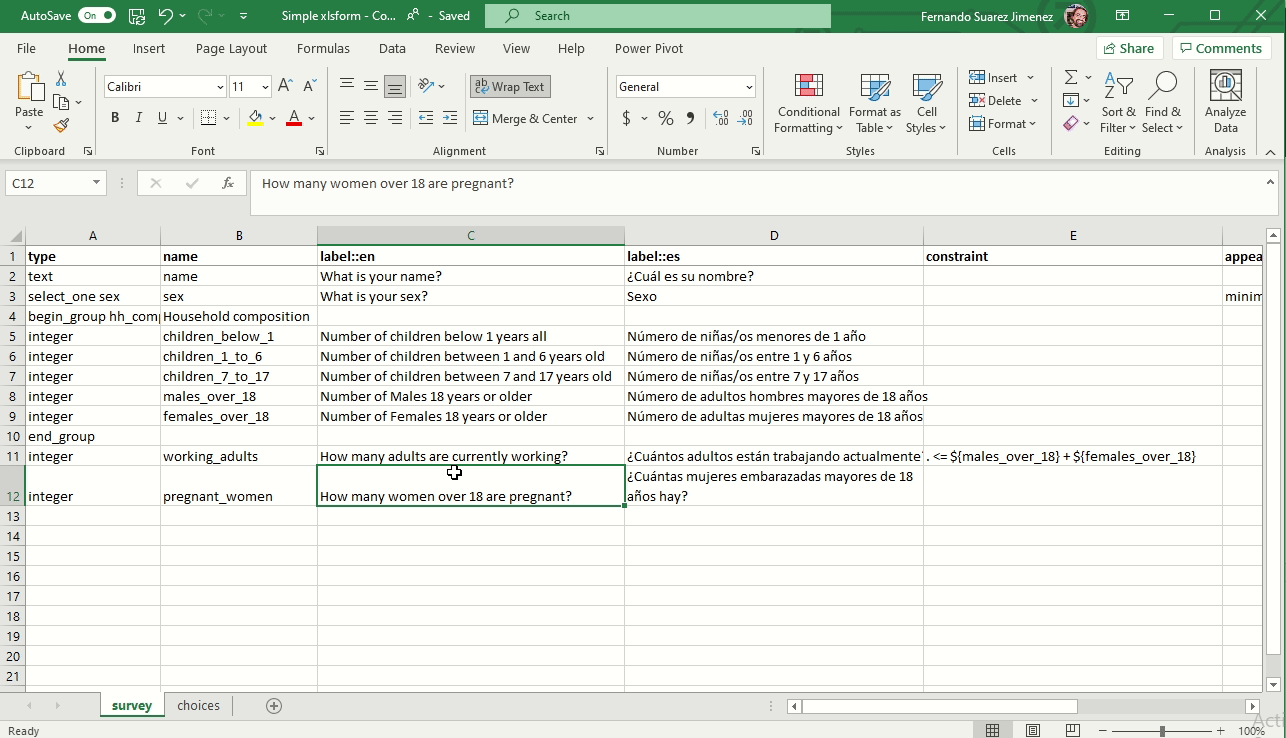 AutoSave On Simple xlsform - Co... - Saved Search Fernando Suarez Jimenez
File Home Insert Page Layout Formulas Data Review View Help Power Pivot Share Comments
Paste Calibri 11 Wrap Text General Conditional Formatting Format as Table Cell Styles Insert Sort & Filter Find & Select Analyze Data
B I U A Merge & Center $ % Delete
Format
Clipboard Font Alignment Number Styles Cells Editing Analysis
C12 fx How many women over 18 are pregnant?
A B C D E
1 type name label::en label::es constraint appea
2 text name What is your name? ¿Cuál es su nombre?
3 select_one sex sex What is your sex? Sexo minim
4 begin_group hh_comp Household composition
5 integer children_below_1 Number of children below 1 years all Número de niñas/os menores de 1 año
6 integer children_1_to_6 Number of children between 1 and 6 years old Número de niñas/os entre 1 y 6 años
7 integer children_7_to_17 Number of children between 7 and 17 years old Número de niñas/os entre 7 y 17 años
8 integer males_over_18 Number of Males 18 years or older Número de adultos hombres mayores de 18 años
9 integer females_over_18 Number of Females 18 years or older Número de adultas mujeres mayores de 18 años
10 end_group
11 integer working_adults How many adults are currently working? ¿Cuántos adultos están trabajando actualmente? . <= ${males_over_18} + ${females_over_18}
12 integer pregnant_women How many women over 18 are pregnant? ¿Cuántas mujeres embarazadas mayores de 18
años hay?
13
14
15
16
17
18
19
20
21
survey choices
Ready 100%
Acti